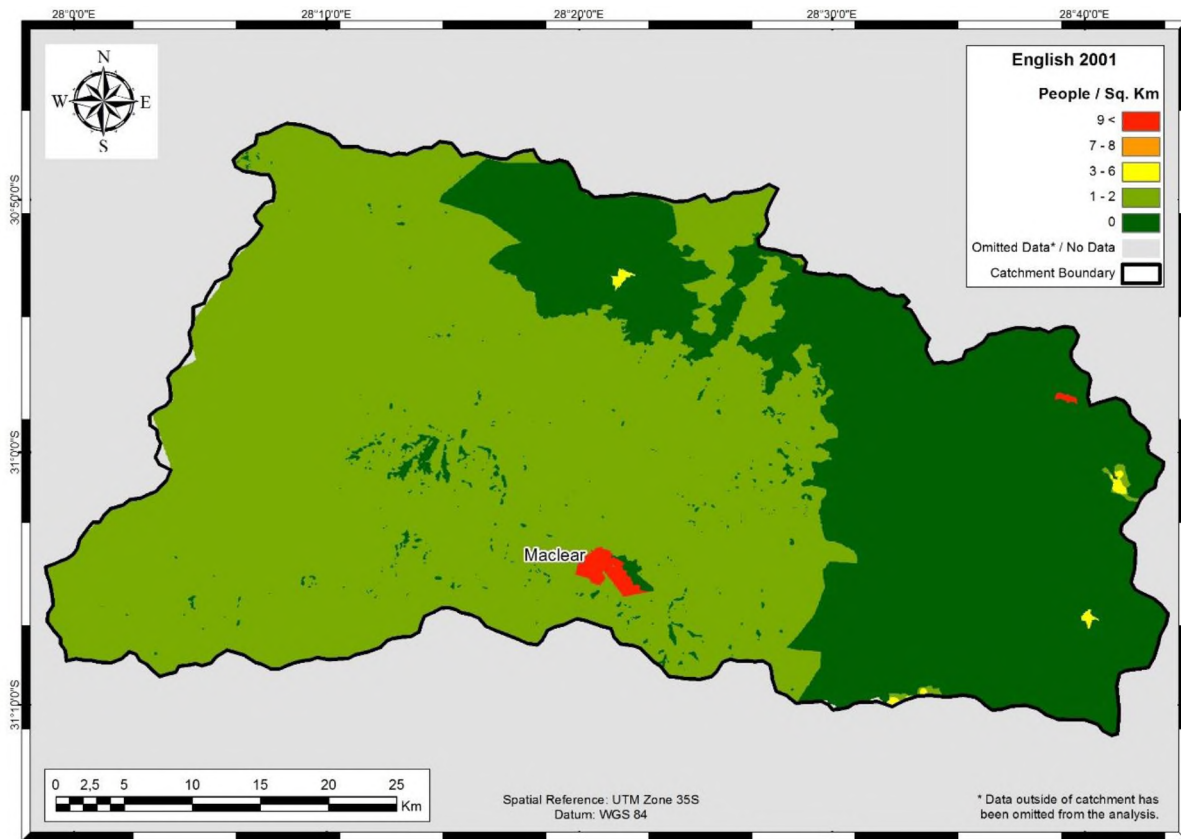 28°0'0"E 28°10'0"E 28°20'0"E 28°30'0"E 28°40'0"E
N
W E
S
English 2001
People / Sq. Km
9 <
7 - 8
3 - 6
1 - 2
0
Omitted Data* / No Data
Catchment Boundary
30°50'0"S
31°0'0"S
31°10'0"S
Maclear
0 2,5 5 10 15 20 25
Km
Spatial Reference: UTM Zone 35S
Datum: WGS 84
* Data outside of catchment has
been omitted from the analysis.